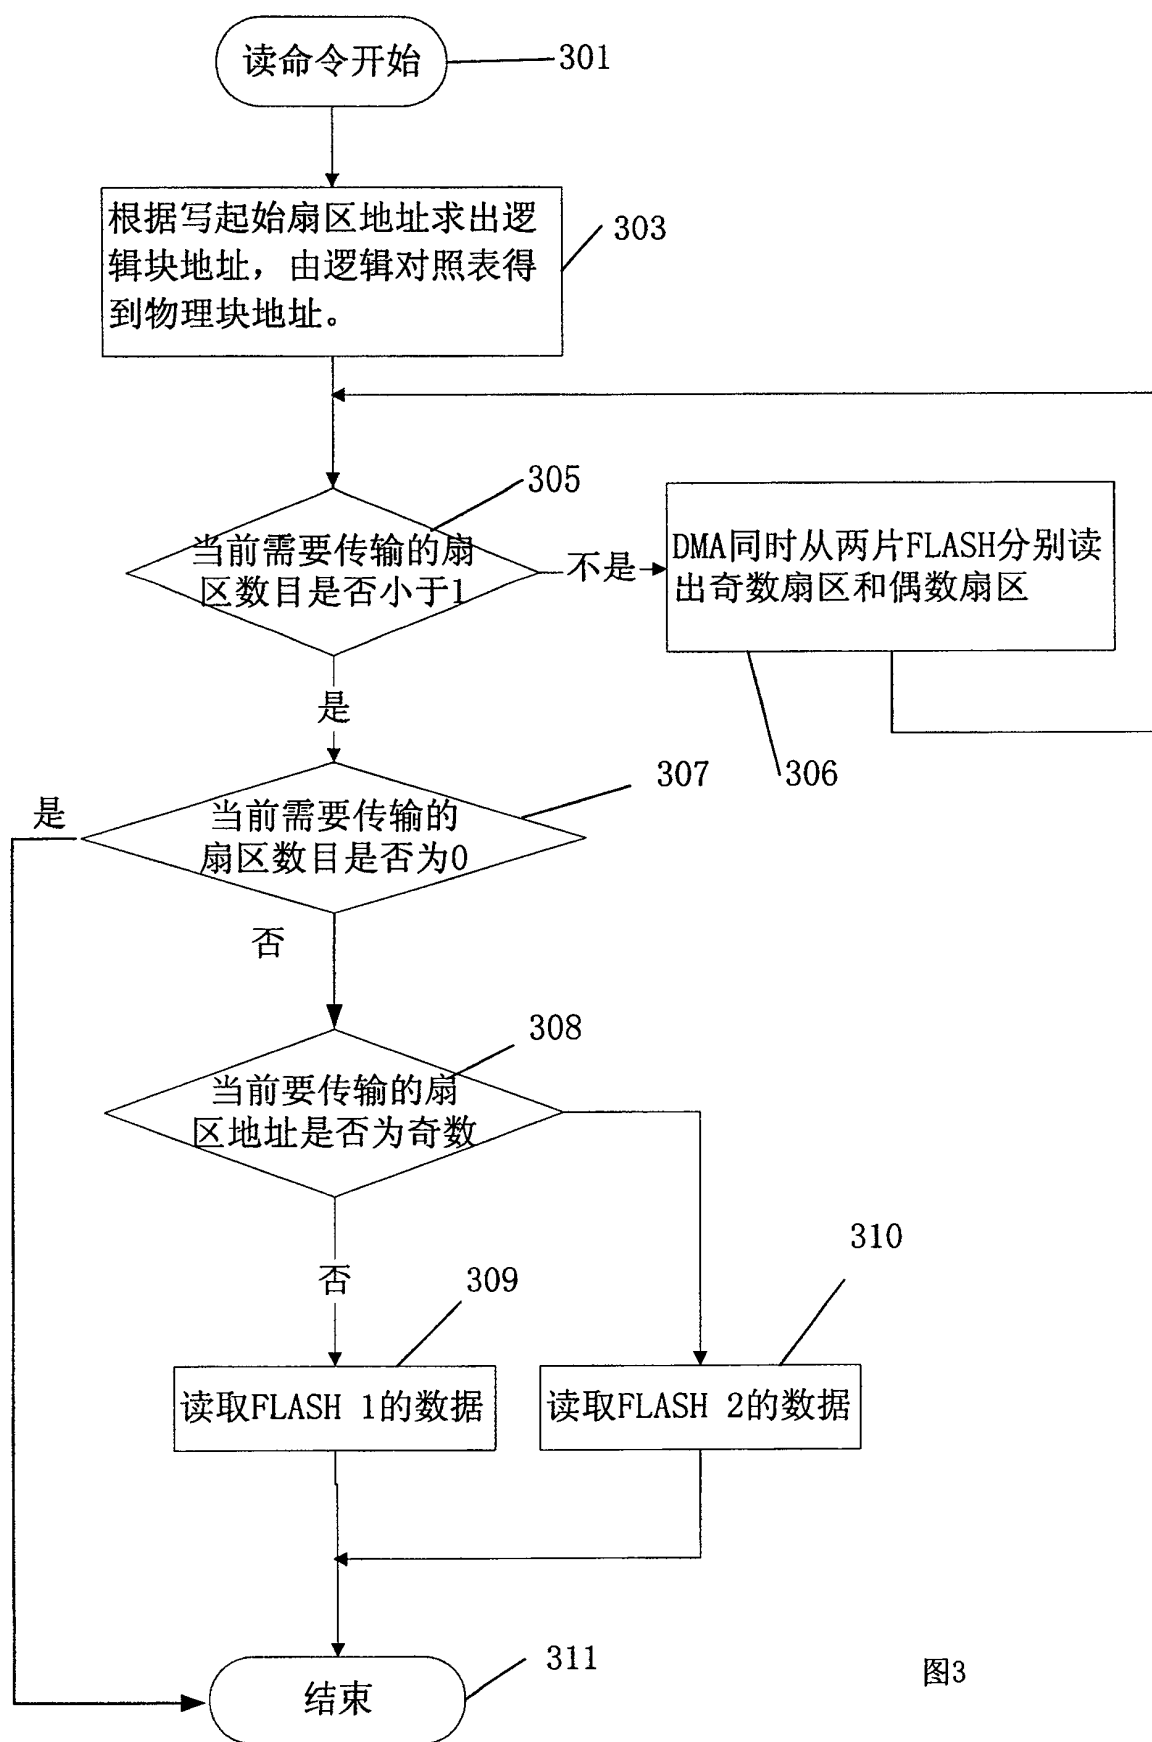 读命令开始
301
根据写起始扇区地址求出逻
辑块地址，由逻辑对照表得
到物理块地址。
303
305
当前需要传输的扇
区数目是否小于1
不是
DMA同时从两片FLASH分别读
出奇数扇区和偶数扇区
306
是
307
当前需要传输的
扇区数目是否为0
是
否
308
当前要传输的扇
区地址是否为奇数
310
否
309
读取FLASH 1的数据
读取FLASH 2的数据
311
结束
图3